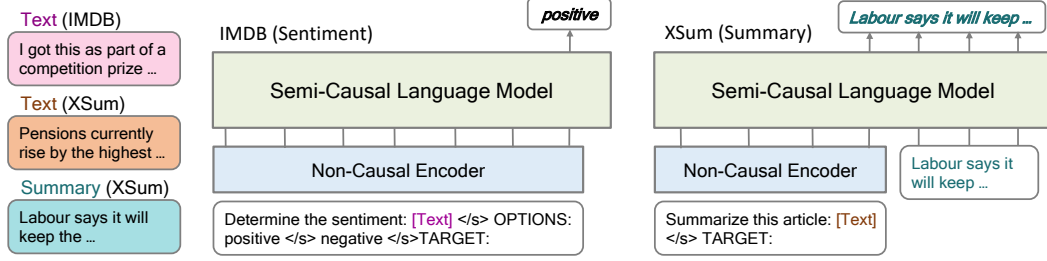 Text (IMDB)
I got this as part of a
competition prize ...
Text (XSum)
Pensions currently
rise by the highest ...
Summary (XSum)
Labour says it will
keep the ...
IMDB (Sentiment)
positive
Semi-Causal Language Model
Non-Causal Encoder
Determine the sentiment: [Text] </s> OPTIONS:
positive </s> negative </s>TARGET:
XSum (Summary)
Labour says it will keep ...
Semi-Causal Language Model
Non-Causal Encoder
Labour says it
will keep ...
Summarize this article: [Text]
</s> TARGET: